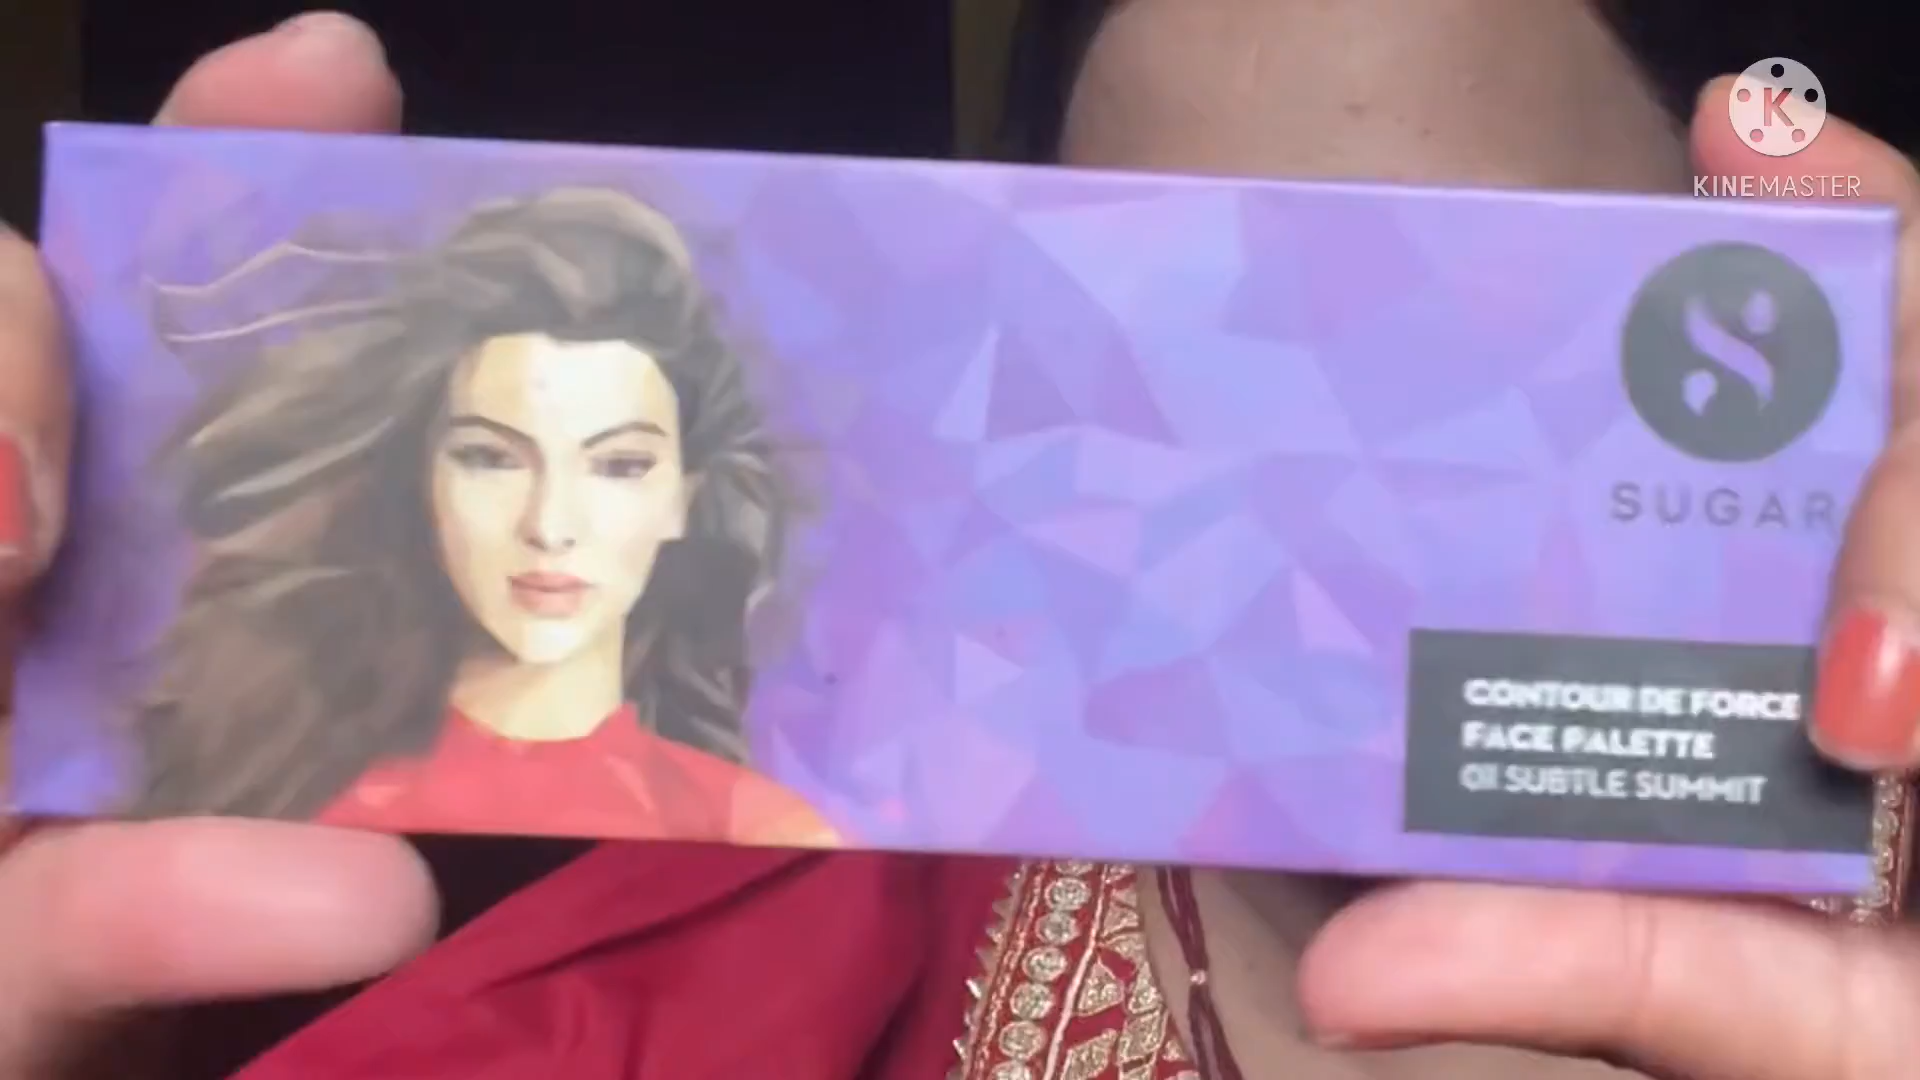 K
KINEMASTER
SUGAR
CONTOUR DE FORCE
FACE PALETTE
01 SUBTLE SUMMIT